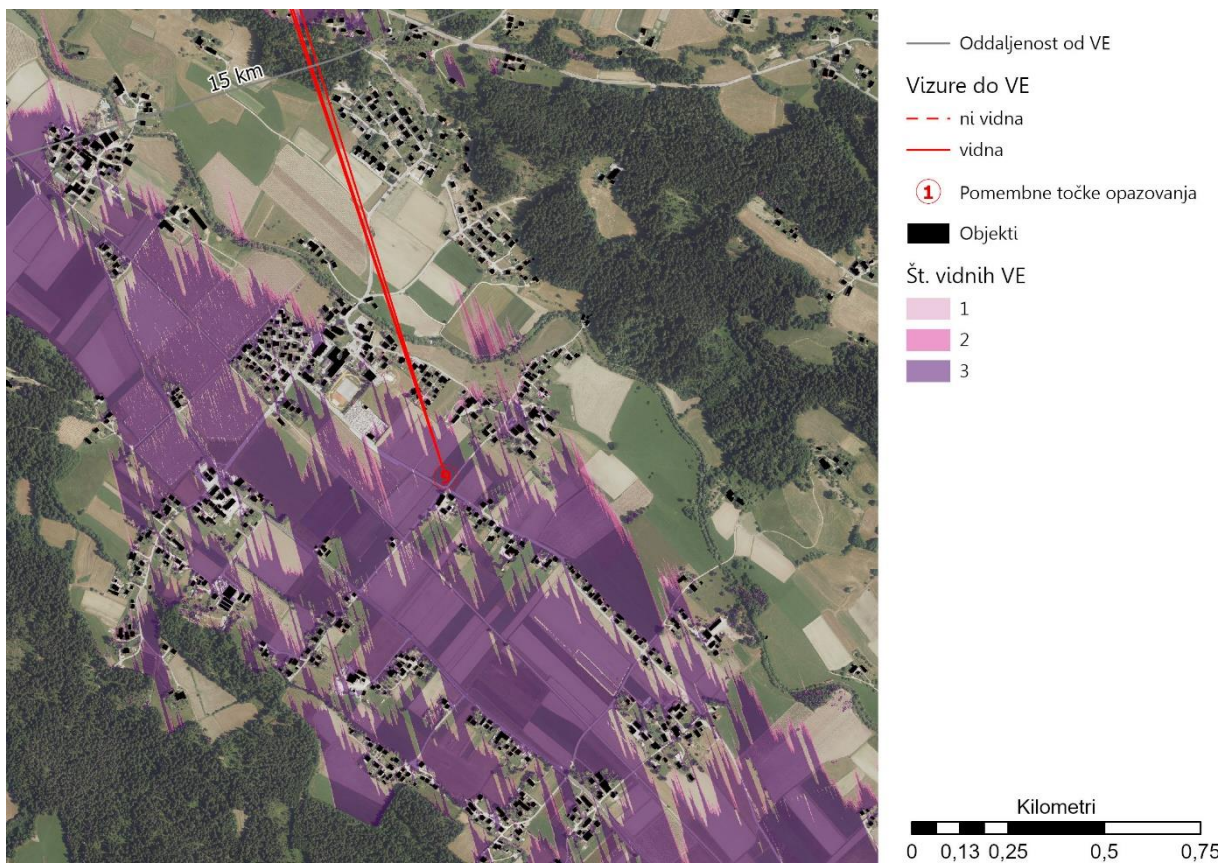 15 km
Oddaljenost od VE
Vizure do VE
ni vidna
vidna
1 Pomembne točke opazovanja
Objekti
Št. vidnih VE
1
2
3
Kilometri
0 0,13 0,25 0,5 0,75